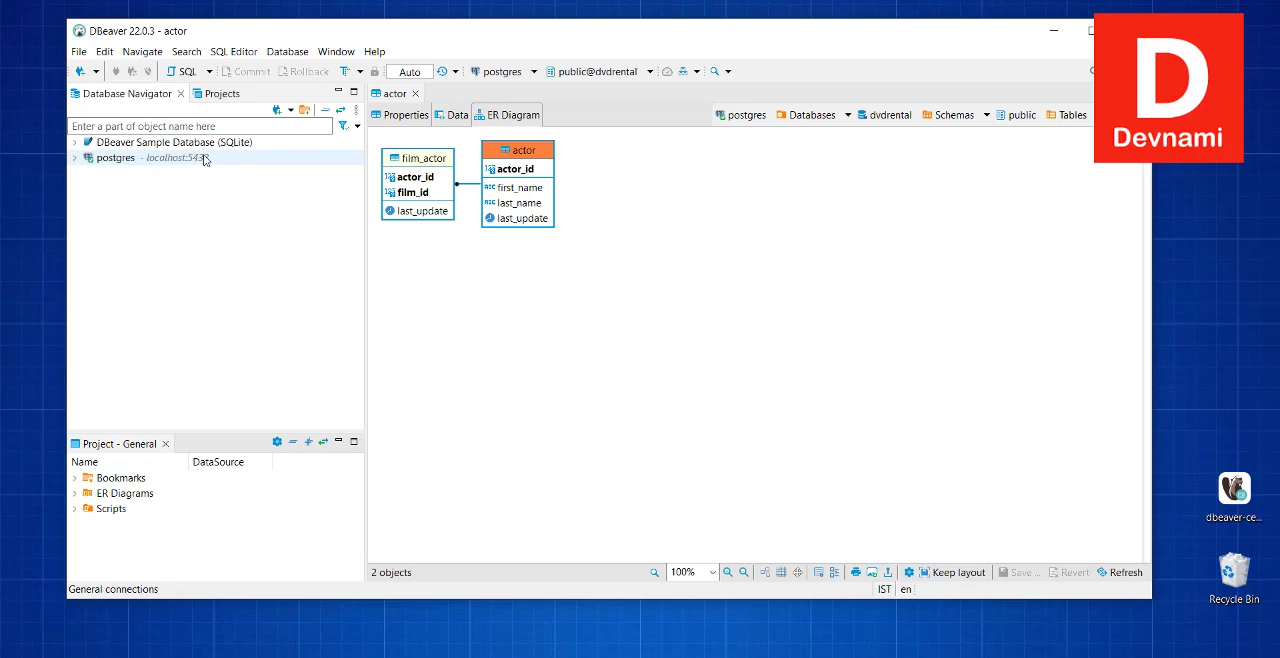 DBeaver 22.0.3 - actor
File Edit Navigate Search SQL Editor Database Window Help
SQL Commit Rollback Auto postgres public@dvdrental
Database Navigator Projects actor
Properties Data ER Diagram postgres Databases dvdrental Schemas public Tables
Enter a part of object name here
DBeaver Sample Database (SQLite)
postgres - localhost:543
film_actor
actor_id
film_id
last_update
actor
actor_id
first_name
last_name
last_update
Project - General
Name DataSource
Bookmarks
ER Diagrams
Scripts
2 objects 100% Keep layout Save ... Revert Refresh
General connections IST en
D
Devnami
dbeaver-ce...
Recycle Bin